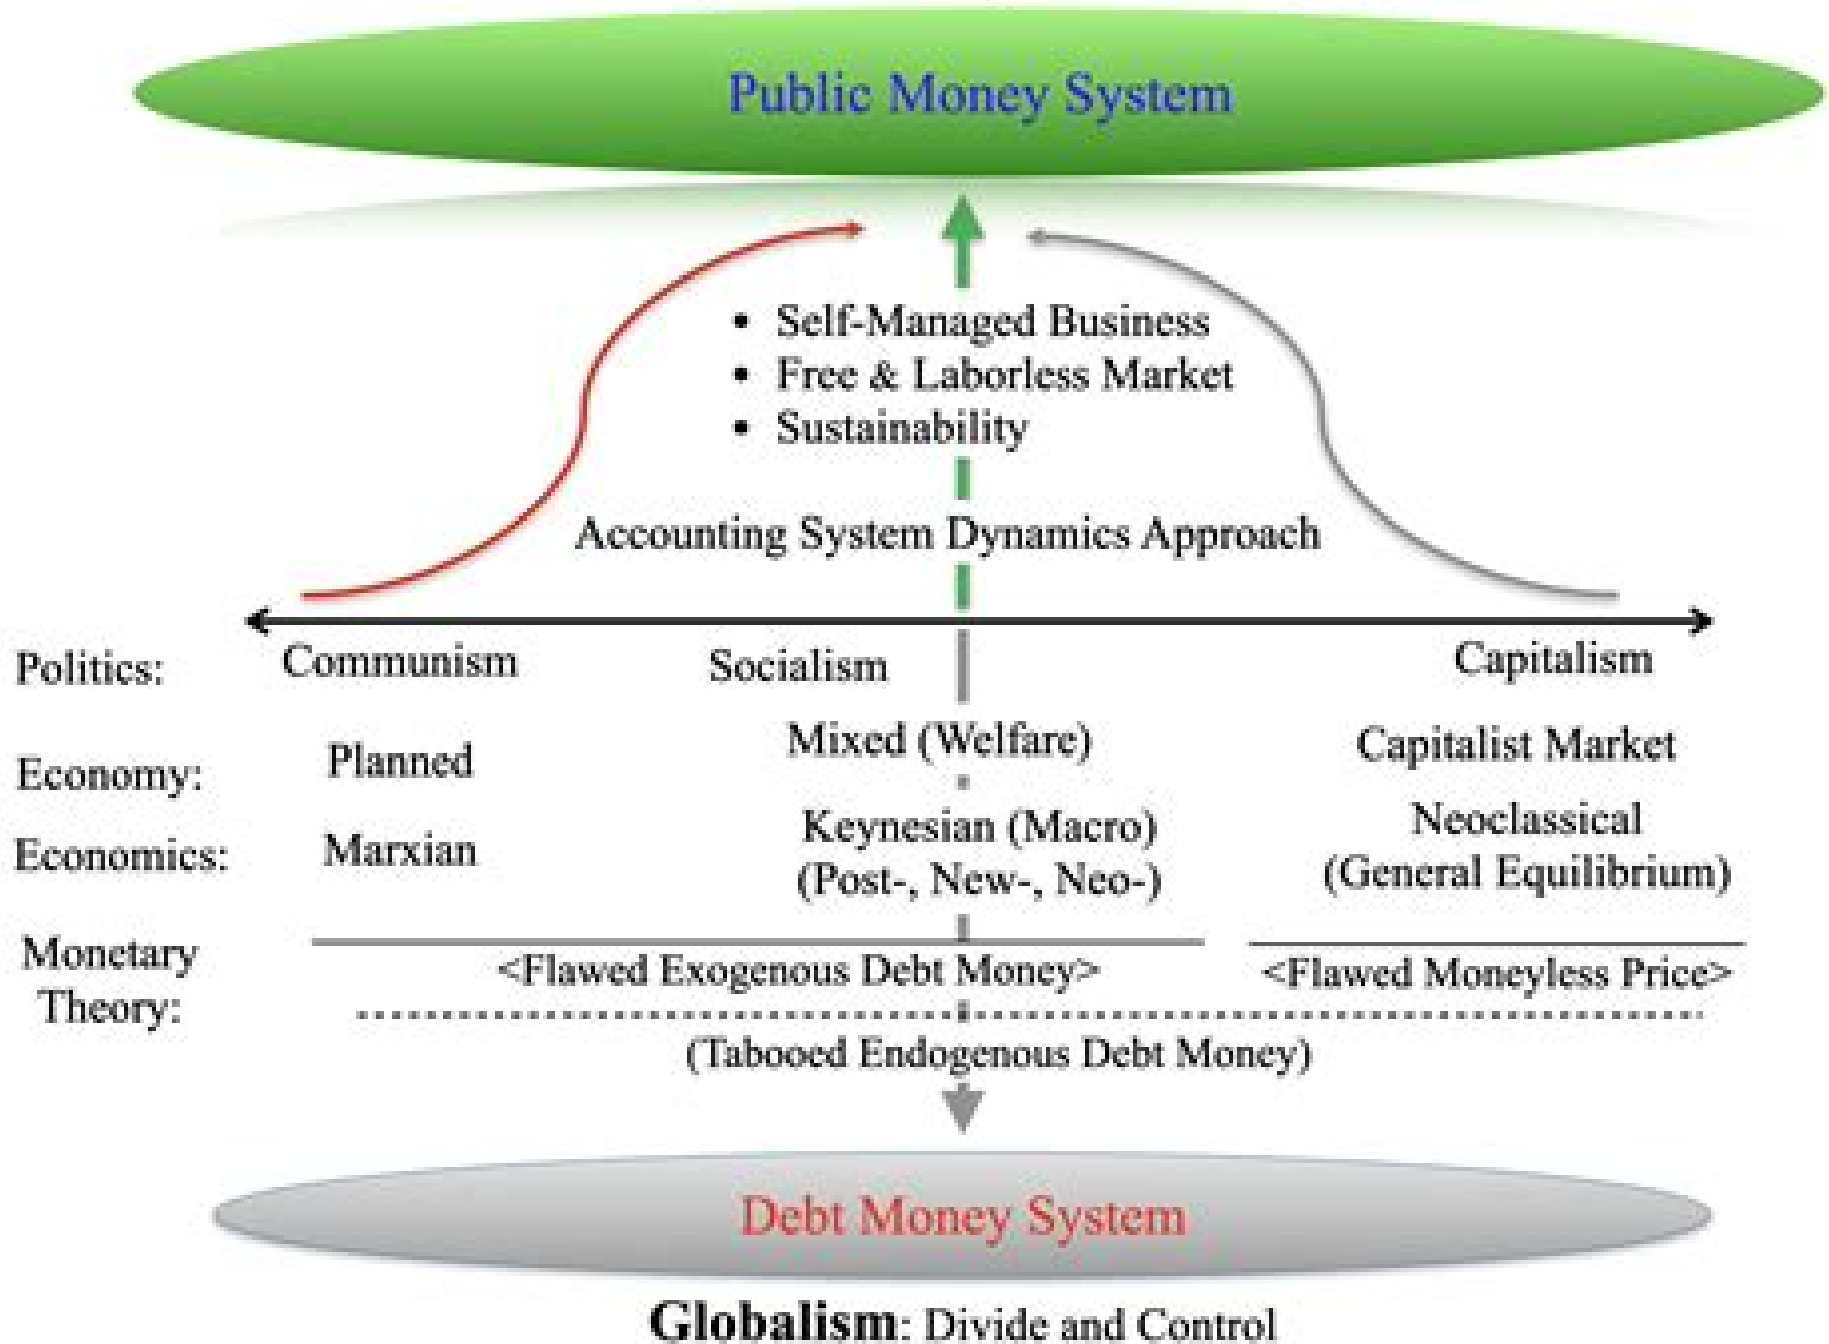 Public Money System
• Self-Managed Business
• Free & Laborless Market
• Sustainability
Accounting System Dynamics Approach
Politics: Communism Socialism Capitalism
Economy: Planned Mixed (Welfare) Capitalist Market
Economics: Marxian Keynesian (Macro) Neoclassical
(Post-, New-, Neo-) (General Equilibrium)
Monetary
Theory:
<Flawed Exogenous Debt Money> <Flawed Moneyless Price>
(Tabooed Endogenous Debt Money)
Debt Money System
Globalism: Divide and Control